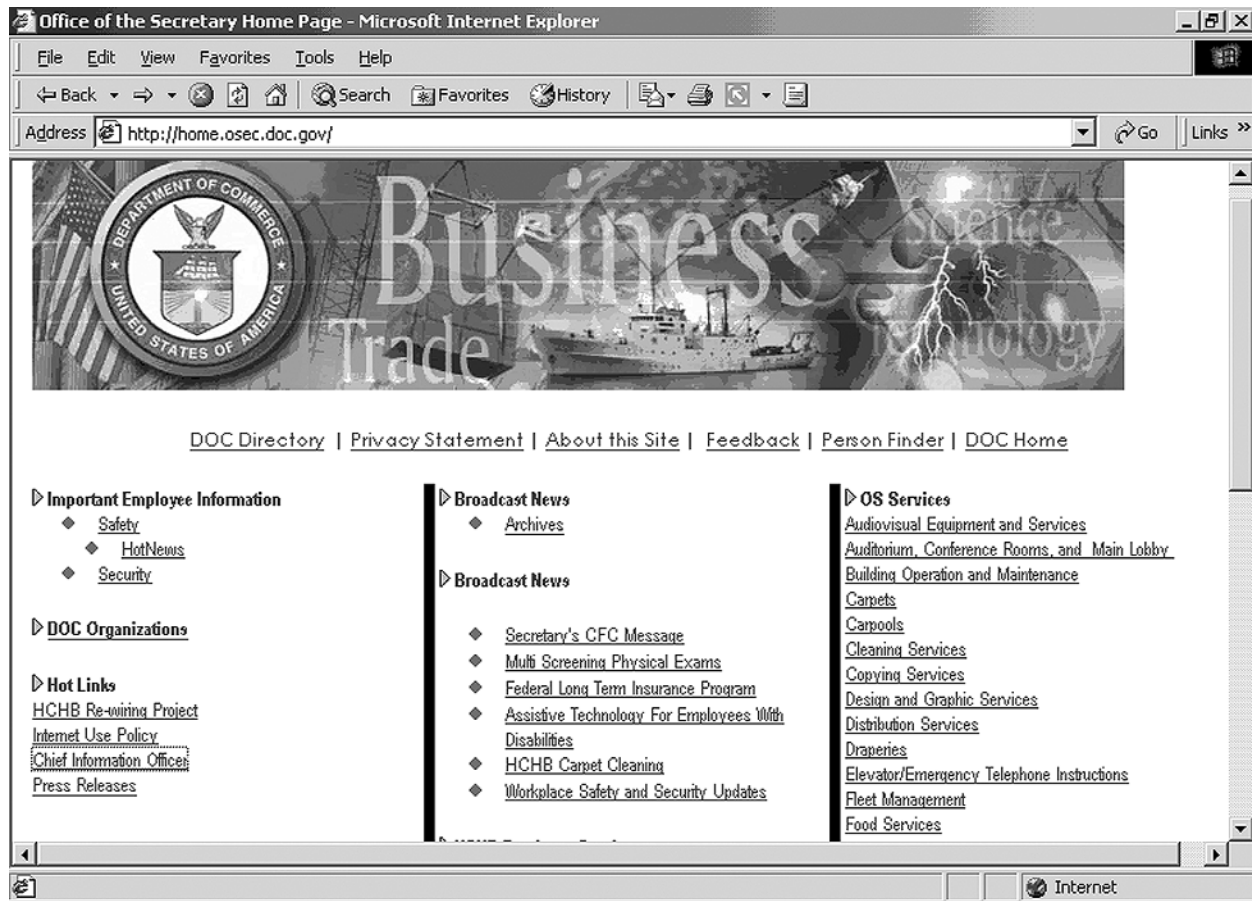 Office of the Secretary Home Page - Microsoft Internet Explorer
File Edit View Favorites Tools Help
Back Search Favorites History
Address http://home.osec.doc.gov/ Go Links »
DEPARTMENT OF COMMERCE
UNITED STATES OF AMERICA
Business
Science
Trade
Technology
DOC Directory | Privacy Statement | About this Site | Feedback | Person Finder | DOC Home
Important Employee Information
Safety
HotNews
Security
DOC Organizations
Hot Links
HCHB Re-wiring Project
Internet Use Policy
Chief Information Officer
Press Releases
Broadcast News
Archives
Broadcast News
Secretary's CFC Message
Multi Screening Physical Exams
Federal Long Term Insurance Program
Assistive Technology For Employees With
Disabilities
HCHB Carpet Cleaning
Workplace Safety and Security Updates
OS Services
Audiovisual Equipment and Services
Auditorium, Conference Rooms, and Main Lobby
Building Operation and Maintenance
Carpets
Carpools
Cleaning Services
Copying Services
Design and Graphic Services
Distribution Services
Draperies
Elevator/Emergency Telephone Instructions
Fleet Management
Food Services
Internet